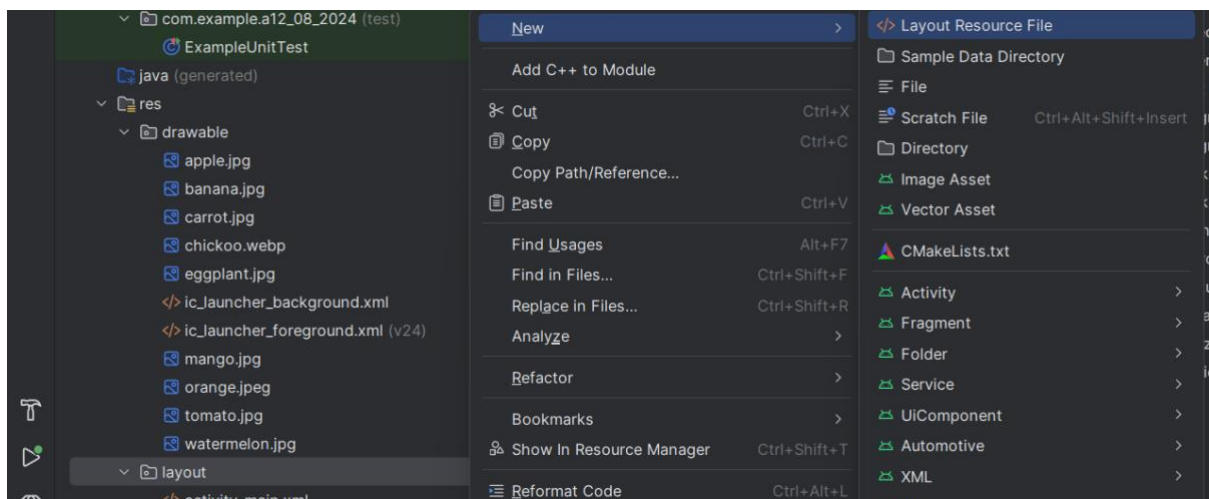 com.example.a12_08_2024 (test)
ExampleUnitTest
java (generated)
res
drawable
apple.jpg
banana.jpg
carrot.jpg
chickoo.webp
eggplant.jpg
ic_launcher_background.xml
ic_launcher_foreground.xml (v24)
mango.jpg
orange.jpeg
tomato.jpg
watermelon.jpg
layout
activity_main.xml
New
Add C++ to Module
Cut Ctrl+X
Copy Ctrl+C
Copy Path/Reference...
Paste Ctrl+V
Find Usages Alt+F7
Find in Files... Ctrl+Shift+F
Replace in Files... Ctrl+Shift+R
Analyze
Refactor
Bookmarks
Show In Resource Manager Ctrl+Shift+T
Reformat Code Ctrl+Alt+L
Layout Resource File
Sample Data Directory
File
Scratch File Ctrl+Alt+Shift+Insert
Directory
Image Asset
Vector Asset
CMakeLists.txt
Activity
Fragment
Folder
Service
UiComponent
Automotive
XML